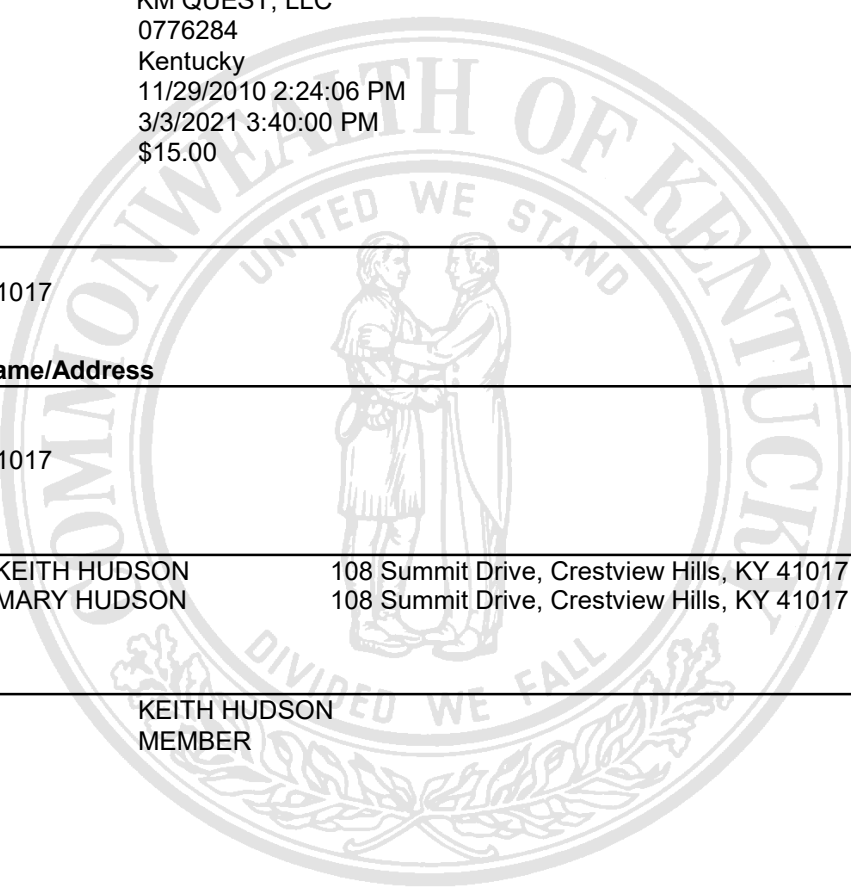 KM QUEST, LLC
0776284
Kentucky
11/29/2010 2:24:06 PM
3/3/2021 3:40:00 PM
$15.00
1017
ame/Address
1017
KEITH HUDSON 108 Summit Drive, Crestview Hills, KY 41017
MARY HUDSON 108 Summit Drive, Crestview Hills, KY 41017
KEITH HUDSON
MEMBER
COMMONWEALTH OF KENTUCKY
UNITED WE STAND
DIVIDED WE FALL